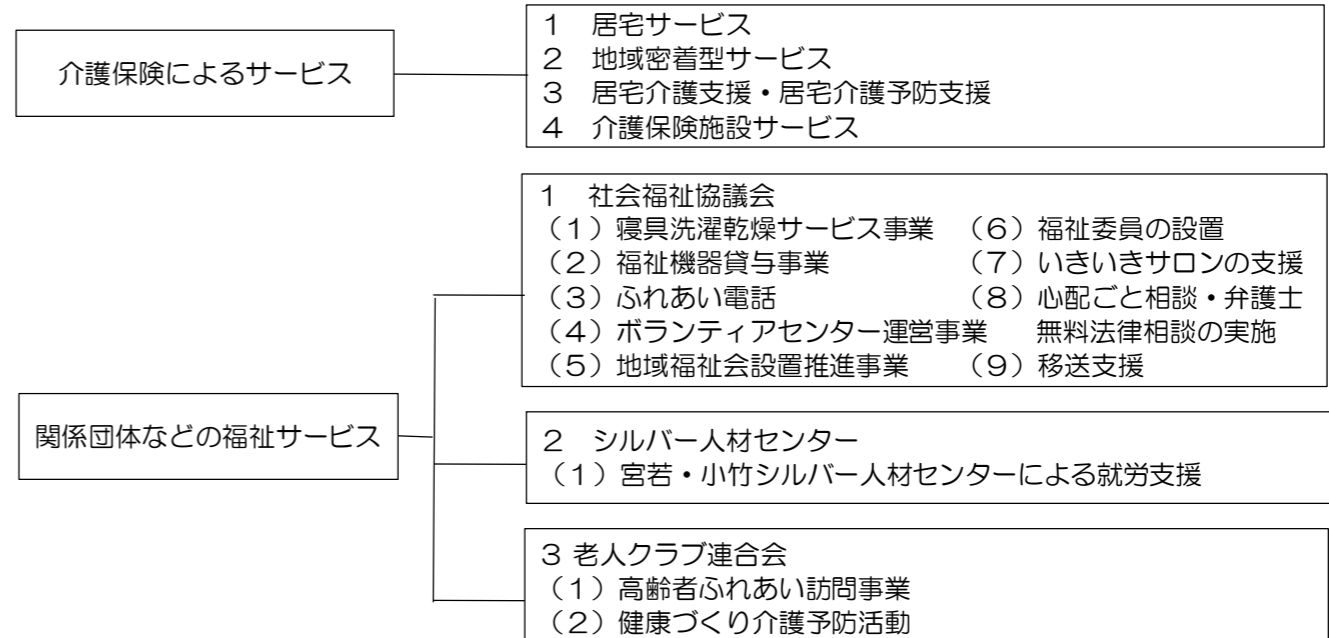 介護保険によるサービス
1　居宅サービス
2　地域密着型サービス
3　居宅介護支援・居宅介護予防支援
4　介護保険施設サービス
関係団体などの福祉サービス
1　社会福祉協議会
（1）寝具洗濯乾燥サービス事業　（6）福祉委員の設置
（2）福祉機器貸与事業　（7）いきいきサロンの支援
（3）ふれあい電話　（8）心配ごと相談・弁護士
（4）ボランティアセンター運営事業　無料法律相談の実施
（5）地域福祉会設置推進事業　（9）移送支援
2　シルバー人材センター
（1）宮若・小竹シルバー人材センターによる就労支援
3 老人クラブ連合会
（1）高齢者ふれあい訪問事業
（2）健康づくり介護予防活動